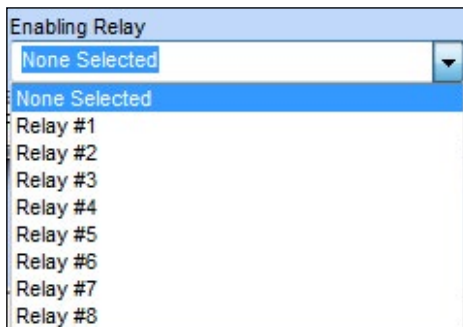 Enabling Relay
None Selected
None Selected
Relay #1
Relay #2
Relay #3
Relay #4
Relay #5
Relay #6
Relay #7
Relay #8